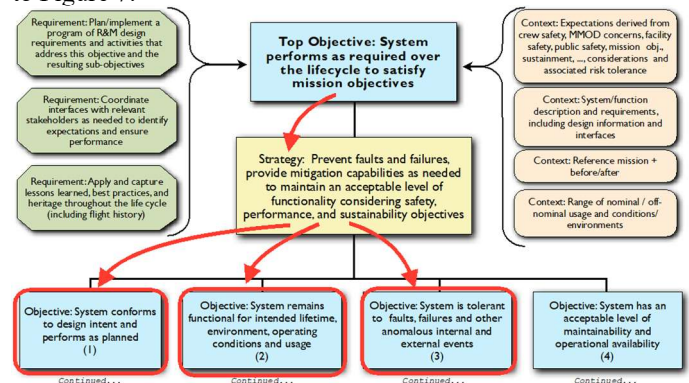 to Figure 7.
Requirement: Plan/implement a
program of R&M design
requirements and activities that
address this objective and the
resulting sub-objectives
Requirement: Coordinate
interfaces with relevant
stakeholders as needed to identify
expectations and ensure
performance
Requirement: Apply and capture
lessons learned, best practices, and
heritage throughout the life cycle
(including flight history)
Top Objective: System
performs as required over
the lifecycle to satisfy
mission objectives
Strategy: Prevent faults and failures,
provide mitigation capabilities as needed
to maintain an acceptable level of
functionality considering safety,
performance, and sustainability objectives
Context: Expectations derived from
crew safety, MMOD concerns, facility
safety, public safety, mission obj.,
sustainment, ..., considerations and
associated risk tolerance
Context: System/function
description and requirements,
including design information and
interfaces
Context: Reference mission +
before/after
Context: Range of nominal / off-
nominal usage and conditions/
environments
Objective: System conforms
to design intent and
performs as planned
(1)
Objective: System remains
functional for intended lifetime,
environment, operating
conditions and usage
(2)
Objective: System is tolerant
to faults, failures and other
anomalous internal and
external events
(3)
Objective: System has an
acceptable level of
maintainability and
operational availability
(4)
Continued...
Continued...
Continued...
Continued...